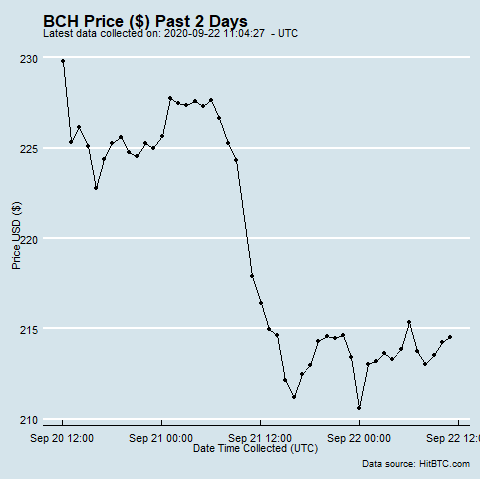 BCH Price ($) Past 2 Days
Latest data collected on: 2020-09-22 11:04:27 - UTC
230
225
220
215
210
Price USD ($)
Sep 20 12:00 Sep 21 00:00 Sep 21 12:00 Sep 22 00:00 Sep 22 12:0
Date Time Collected (UTC)
Data source: HitBTC.com